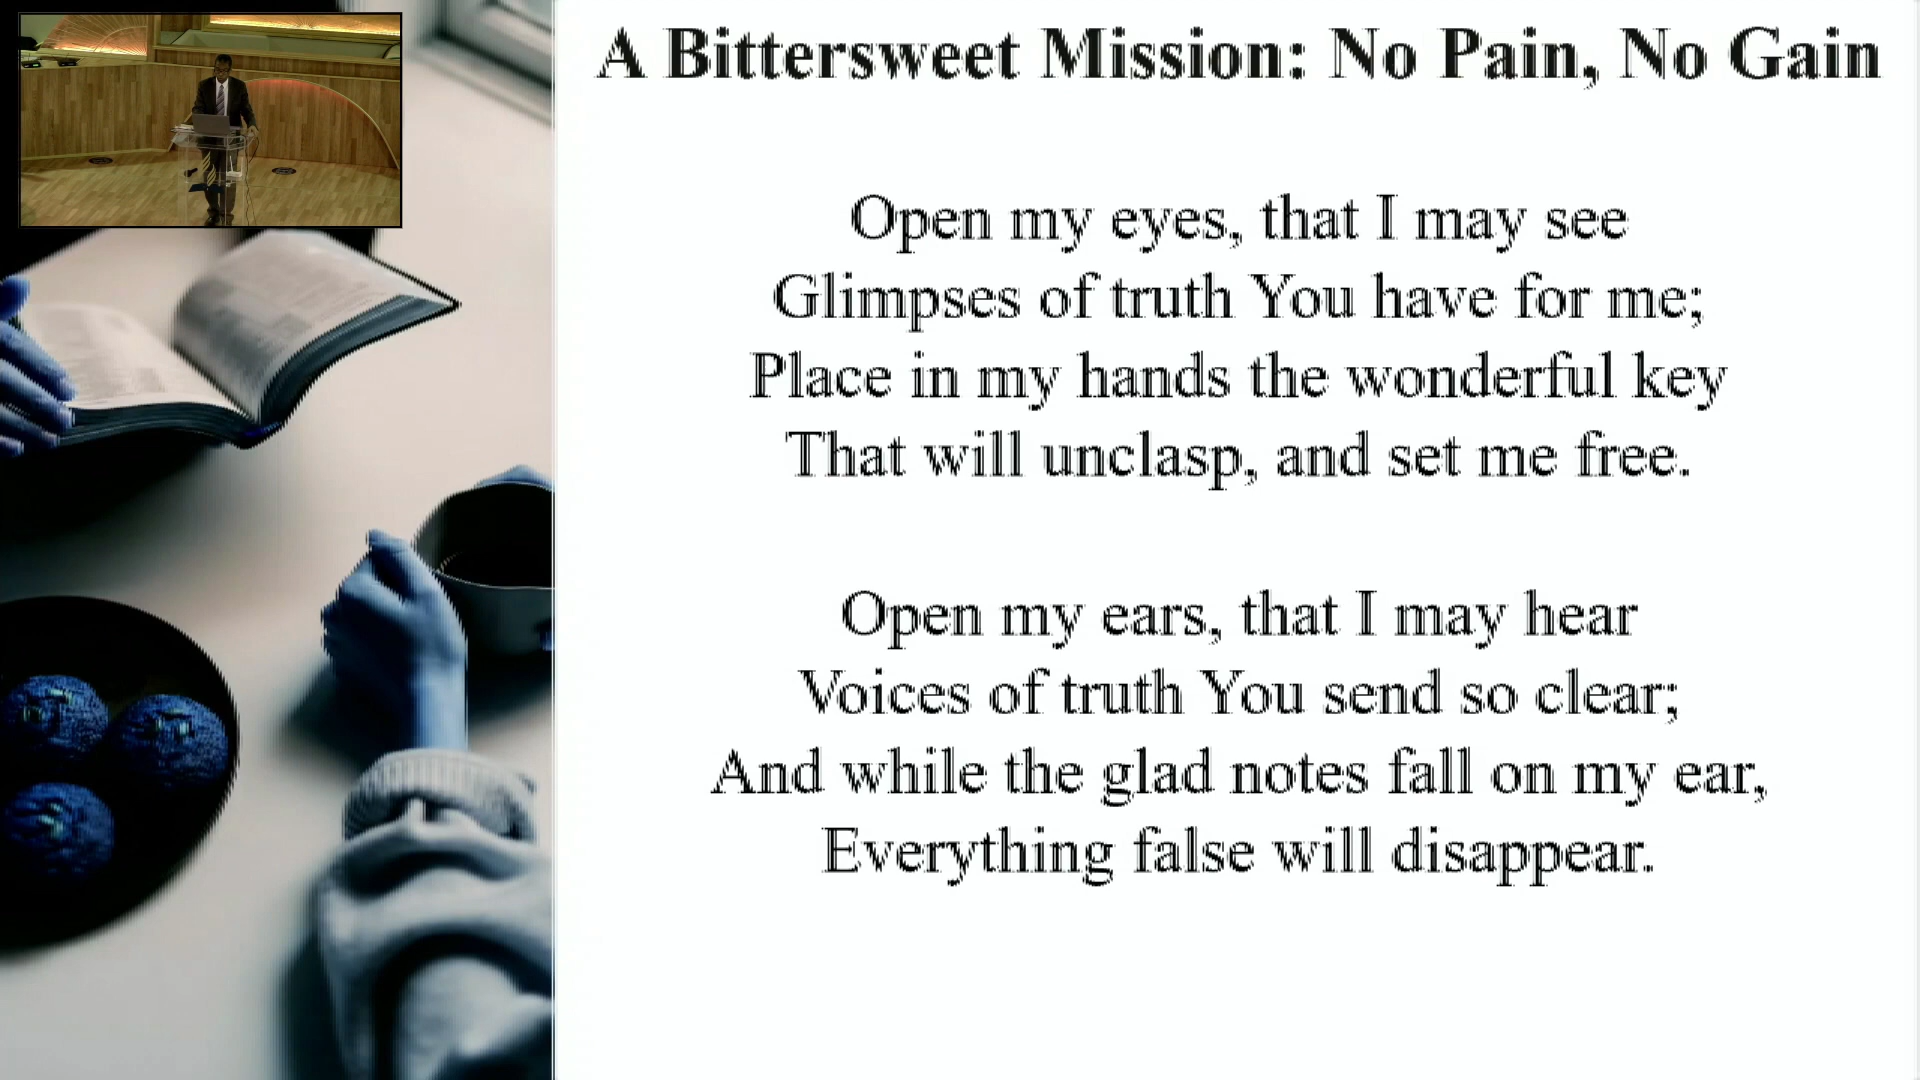 A Bittersweet Mission: No Pain, No Gain
Open my eyes, that I may see
Glimpses of truth You have for me;
Place in my hands the wonderful key
That will unclasp, and set me free.
Open my ears, that I may hear
Voices of truth You send so clear;
And while the glad notes fall on my ear,
Everything false will disappear.